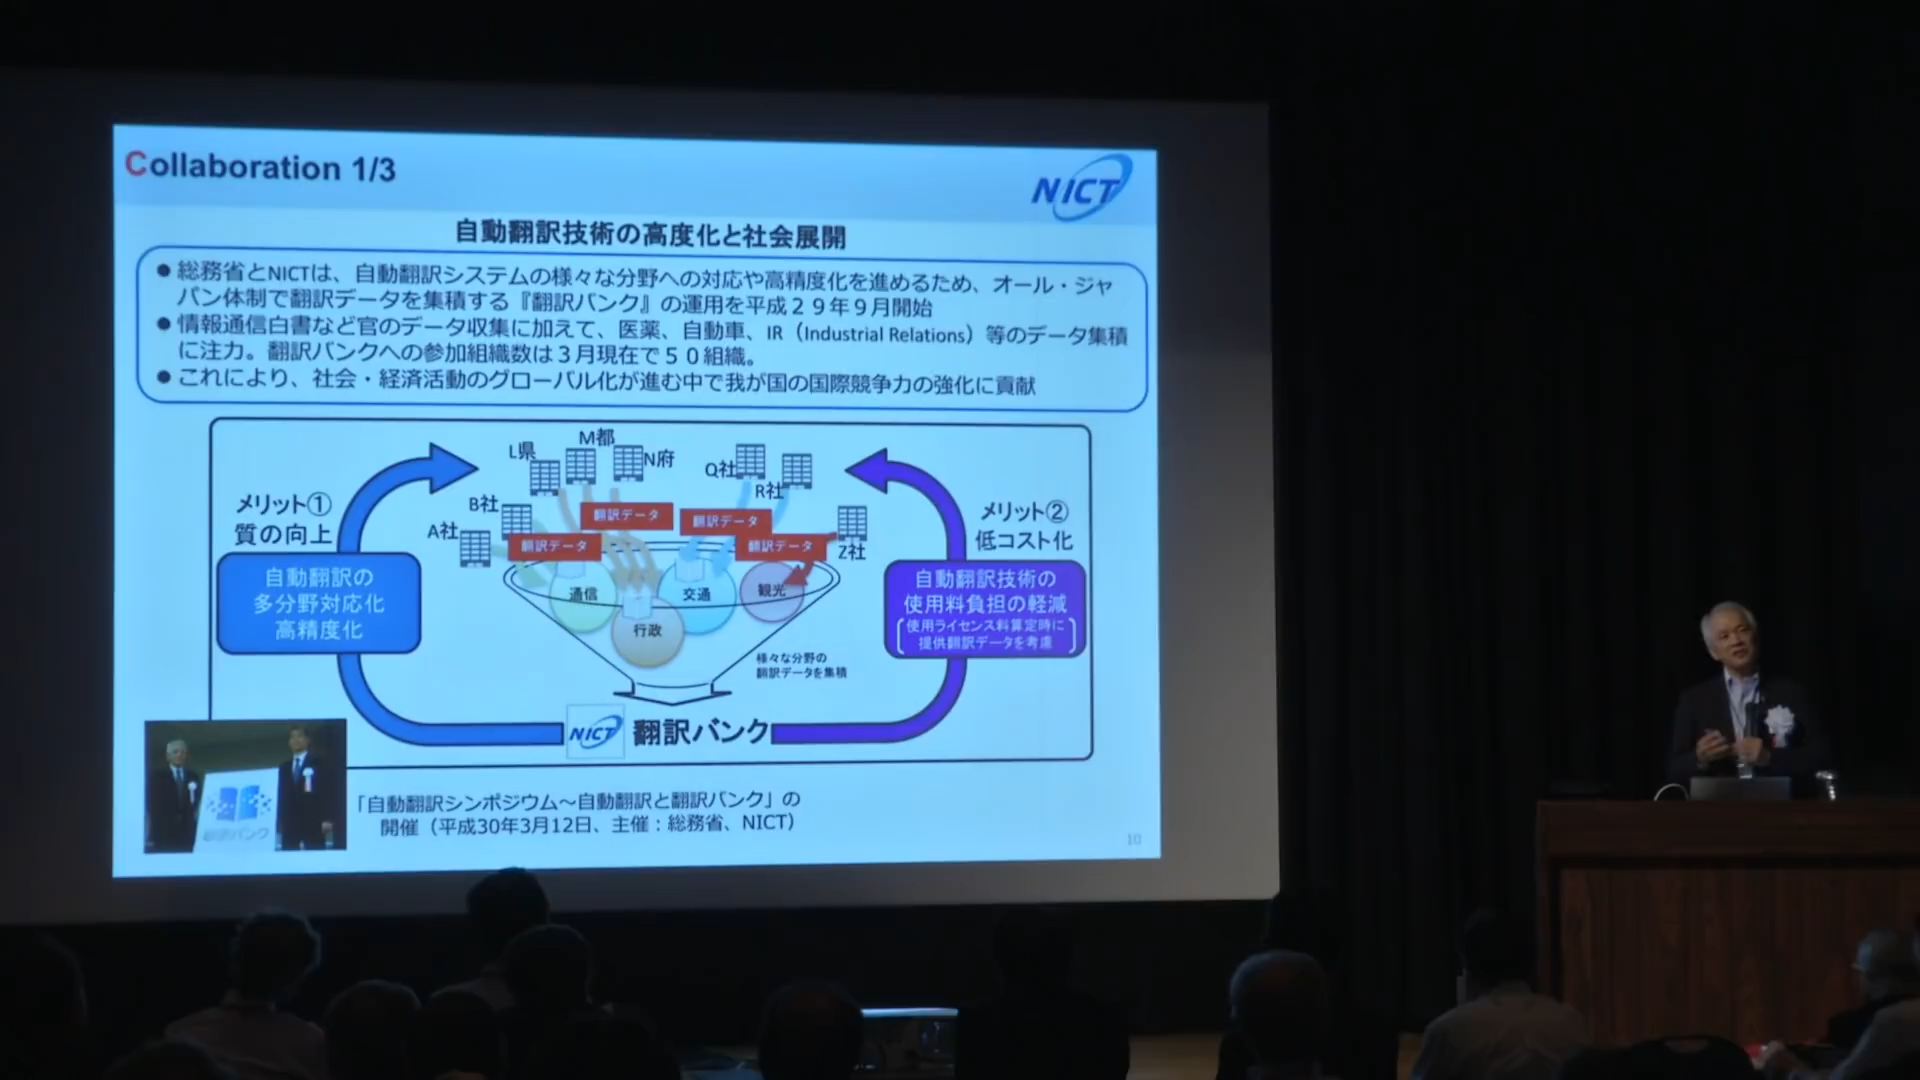 Collaboration 1/3
NICT
自動翻訳技術の高度化と社会展開
● 総務省とNICTは、自動翻訳システムの様々な分野への対応や高精度化を進めるため、オール・ジャ
パン体制で翻訳データを集積する『翻訳バンク』の運用を平成２９年９月開始
● 情報通信白書など官のデータ収集に加えて、医薬、自動車、IR（Industrial Relations）等のデータ集積
に注力。翻訳バンクへの参加組織数は３月現在で５０組織。
● これにより、社会・経済活動のグローバル化が進む中で我が国の国際競争力の強化に貢献
メリット①
質の向上
自動翻訳の
多分野対応化
高精度化
A社
B社
L県
M都
N府
Q社
R社
Z社
翻訳データ
翻訳データ
翻訳データ
翻訳データ
通信
行政
交通
観光
様々な分野の
翻訳データを集積
メリット②
低コスト化
自動翻訳技術の
使用料負担の軽減
使用ライセンス料算定時に
提供翻訳データを考慮
NICT
翻訳バンク
翻訳バンク
「自動翻訳シンポジウム～自動翻訳と翻訳バンク」の
開催（平成30年3月12日、主催：総務省、NICT）
10